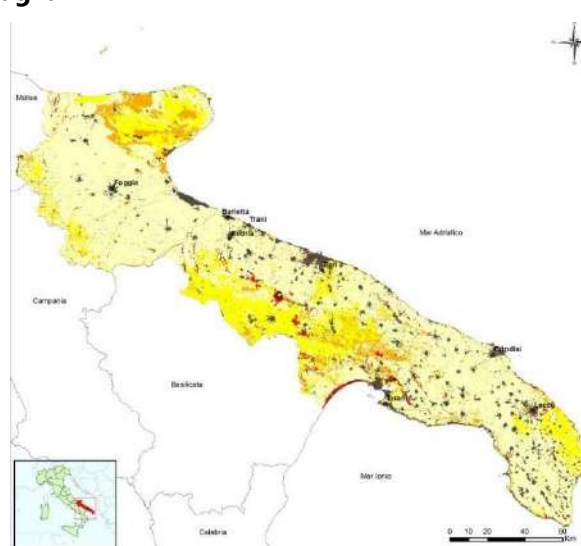 Molise
Foggia
Barletta
Trani
Mar Adriatico
Campania
Brindisi
Basilicata
Lecce
Mar Ionio
Calabria
0 10 20 40 60
Km